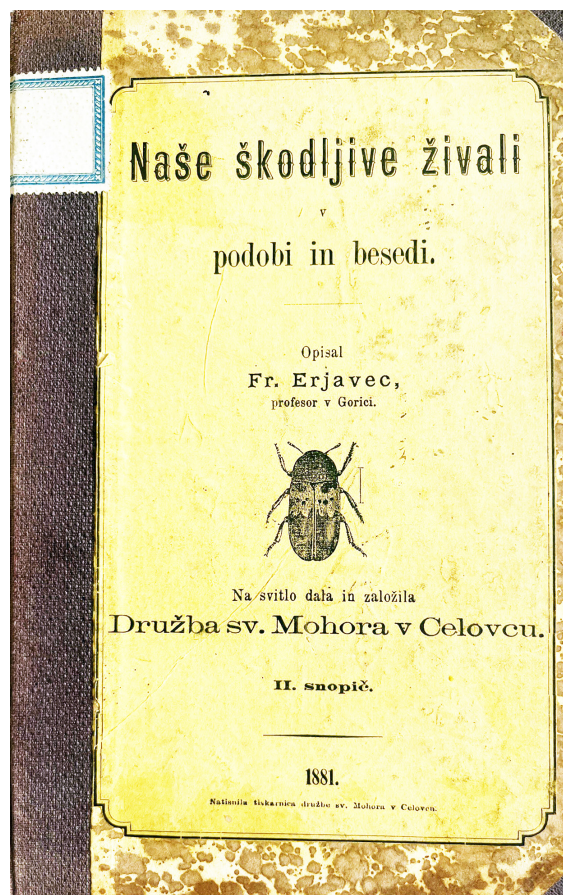 Naše škodljive živali
v
podobi in besedi.
Opisal
Fr. Erjavec,
profesor v Gorici.
Na svitlo dala in založila
Družba sv. Mohora v Celovcu.
II. snopič.
1881.
Natisnila tiskarnica družbe sv. Mohora v Celovcu.